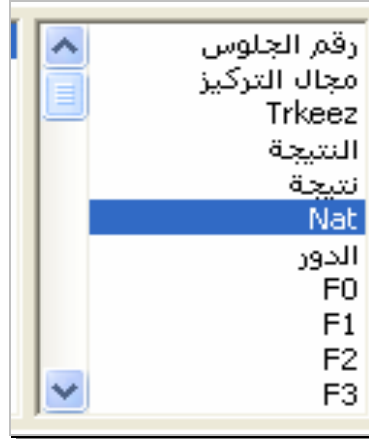 رقم الجلوس
مجال التركيز
Trkeez
النتيجة
نتيجة
Nat
الدور
F0
F1
F2
F3